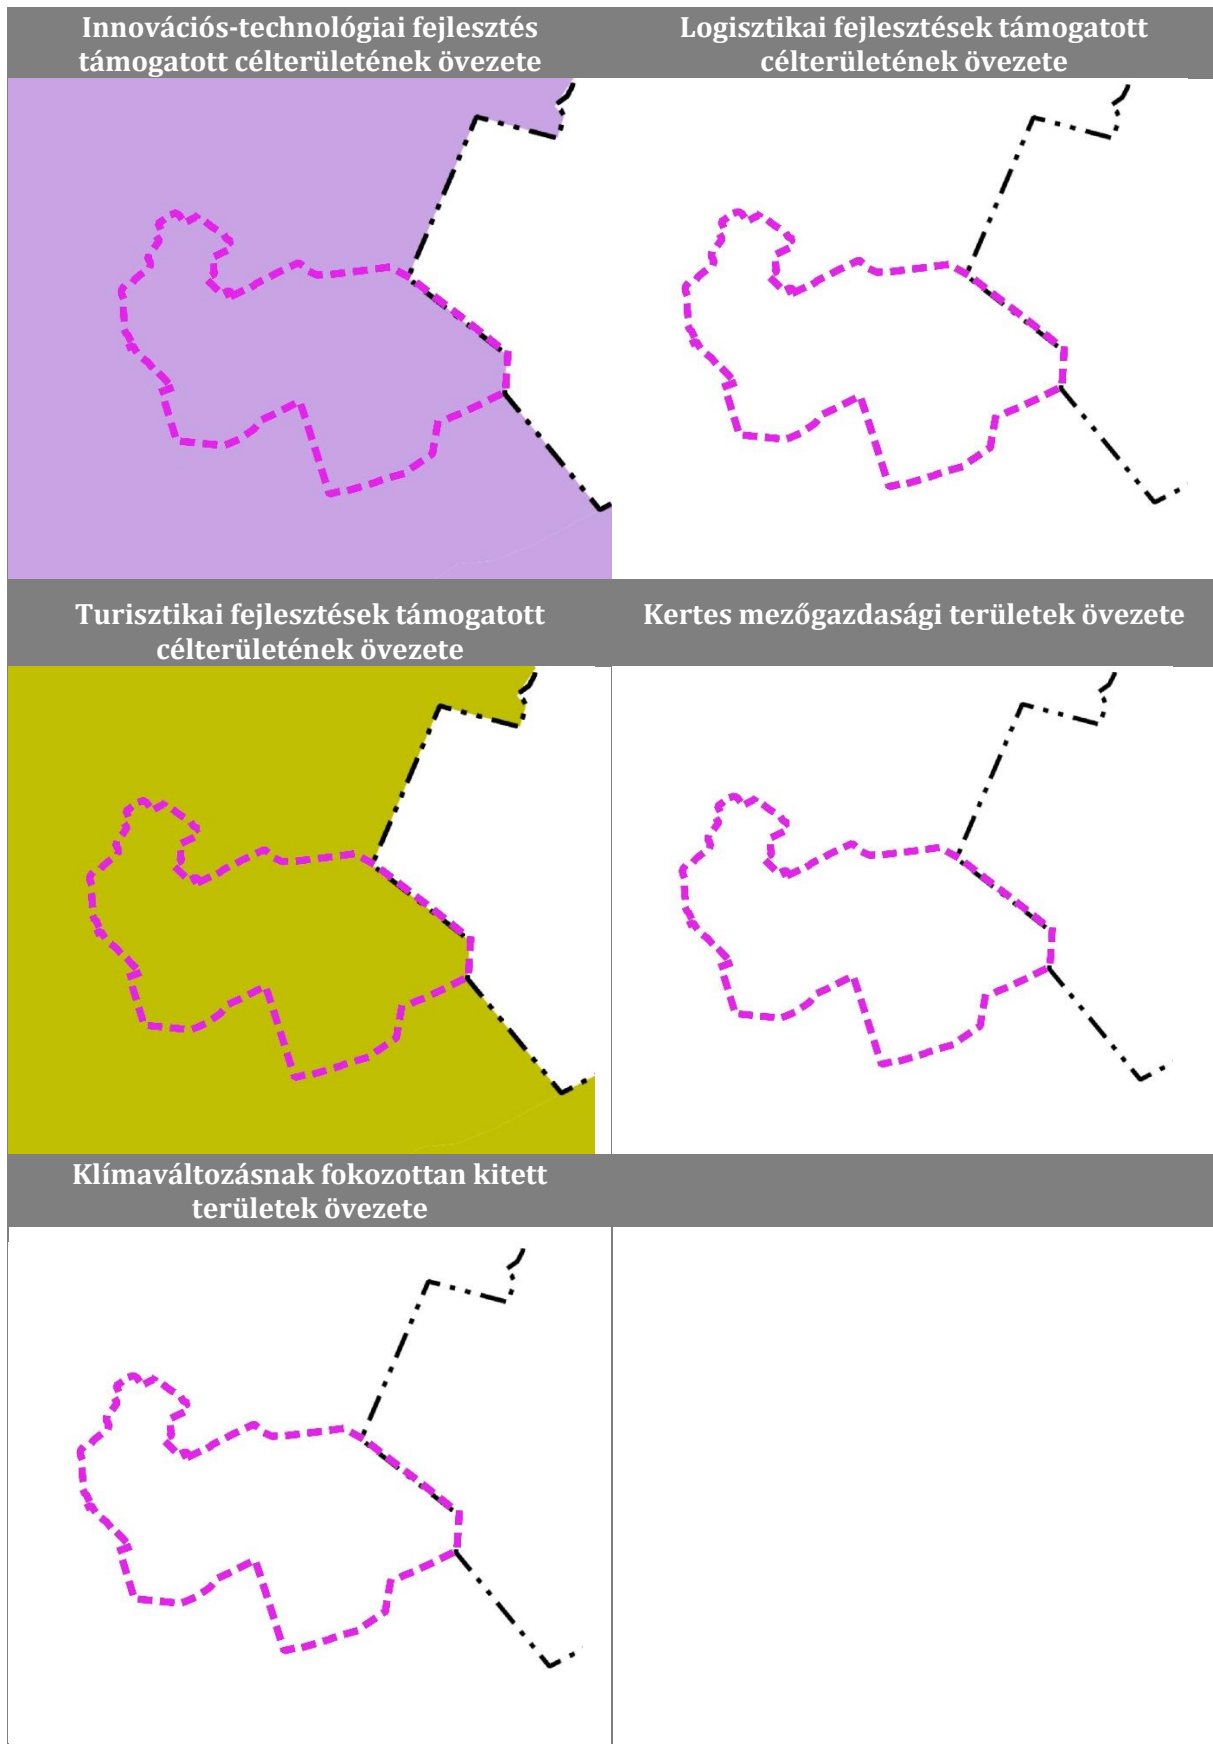 Innovációs-technológiai fejlesztés
támogatott célterületének övezete
Logisztikai fejlesztések támogatott
célterületének övezete
Turisztikai fejlesztések támogatott
célterületének övezete
Kertes mezőgazdasági területek övezete
Klímaváltozásnak fokozottan kitett
területek övezete